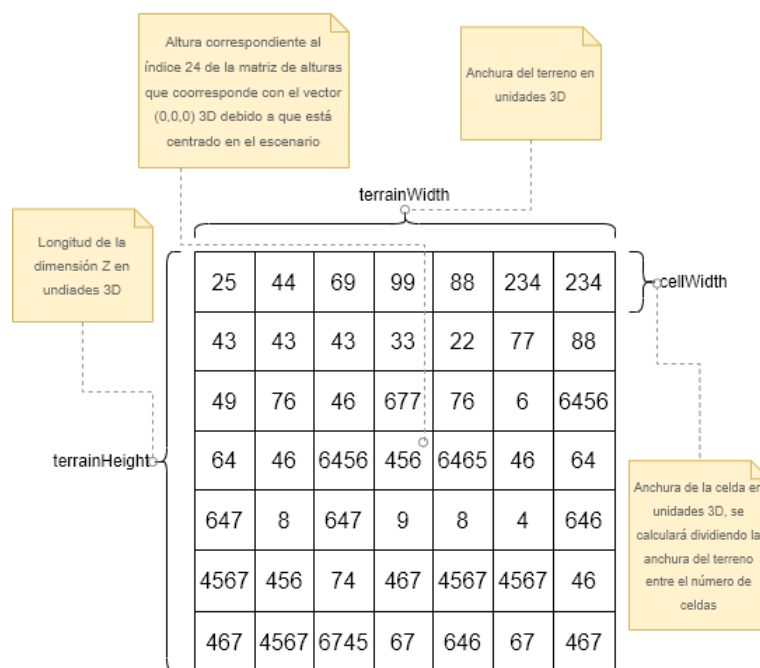 Altura correspondiente al
índice 24 de la matriz de alturas
que coorresponde con el vector
(0,0,0) 3D debido a que está
centrado en el escenario
Anchura del terreno en
unidades 3D
terrainWidth
Longitud de la
dimensión Z en
undiades 3D
25 44 69 99 88 234 234
cellWidth
43 43 43 33 22 77 88
49 76 46 677 76 6 6456
terrainHeight
64 46 6456 456 6465 46 64
647 8 647 9 8 4 646
4567 456 74 467 4567 4567 46
467 4567 6745 67 646 67 467
Anchura de la celda en
unidades 3D, se
calculará dividiendo la
anchura del terreno
entre el número de
celdas